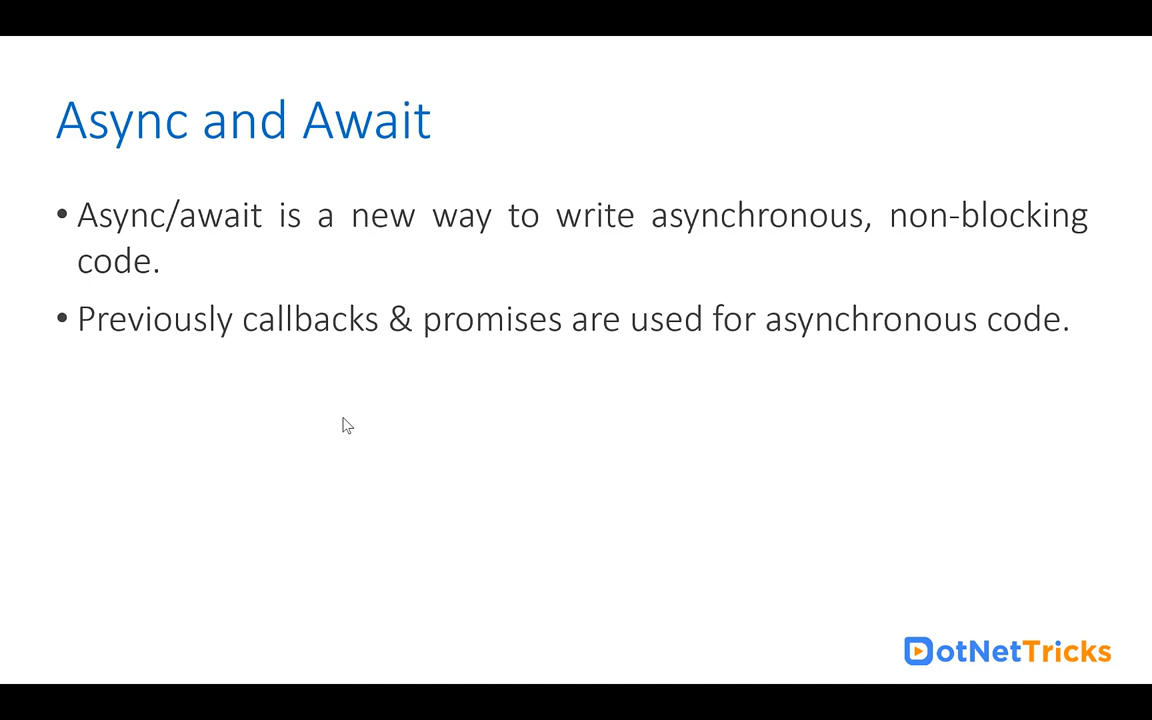 Async and Await
• Async/await is a new way to write asynchronous, non-blocking
code.
• Previously callbacks & promises are used for asynchronous code.
DotNetTricks